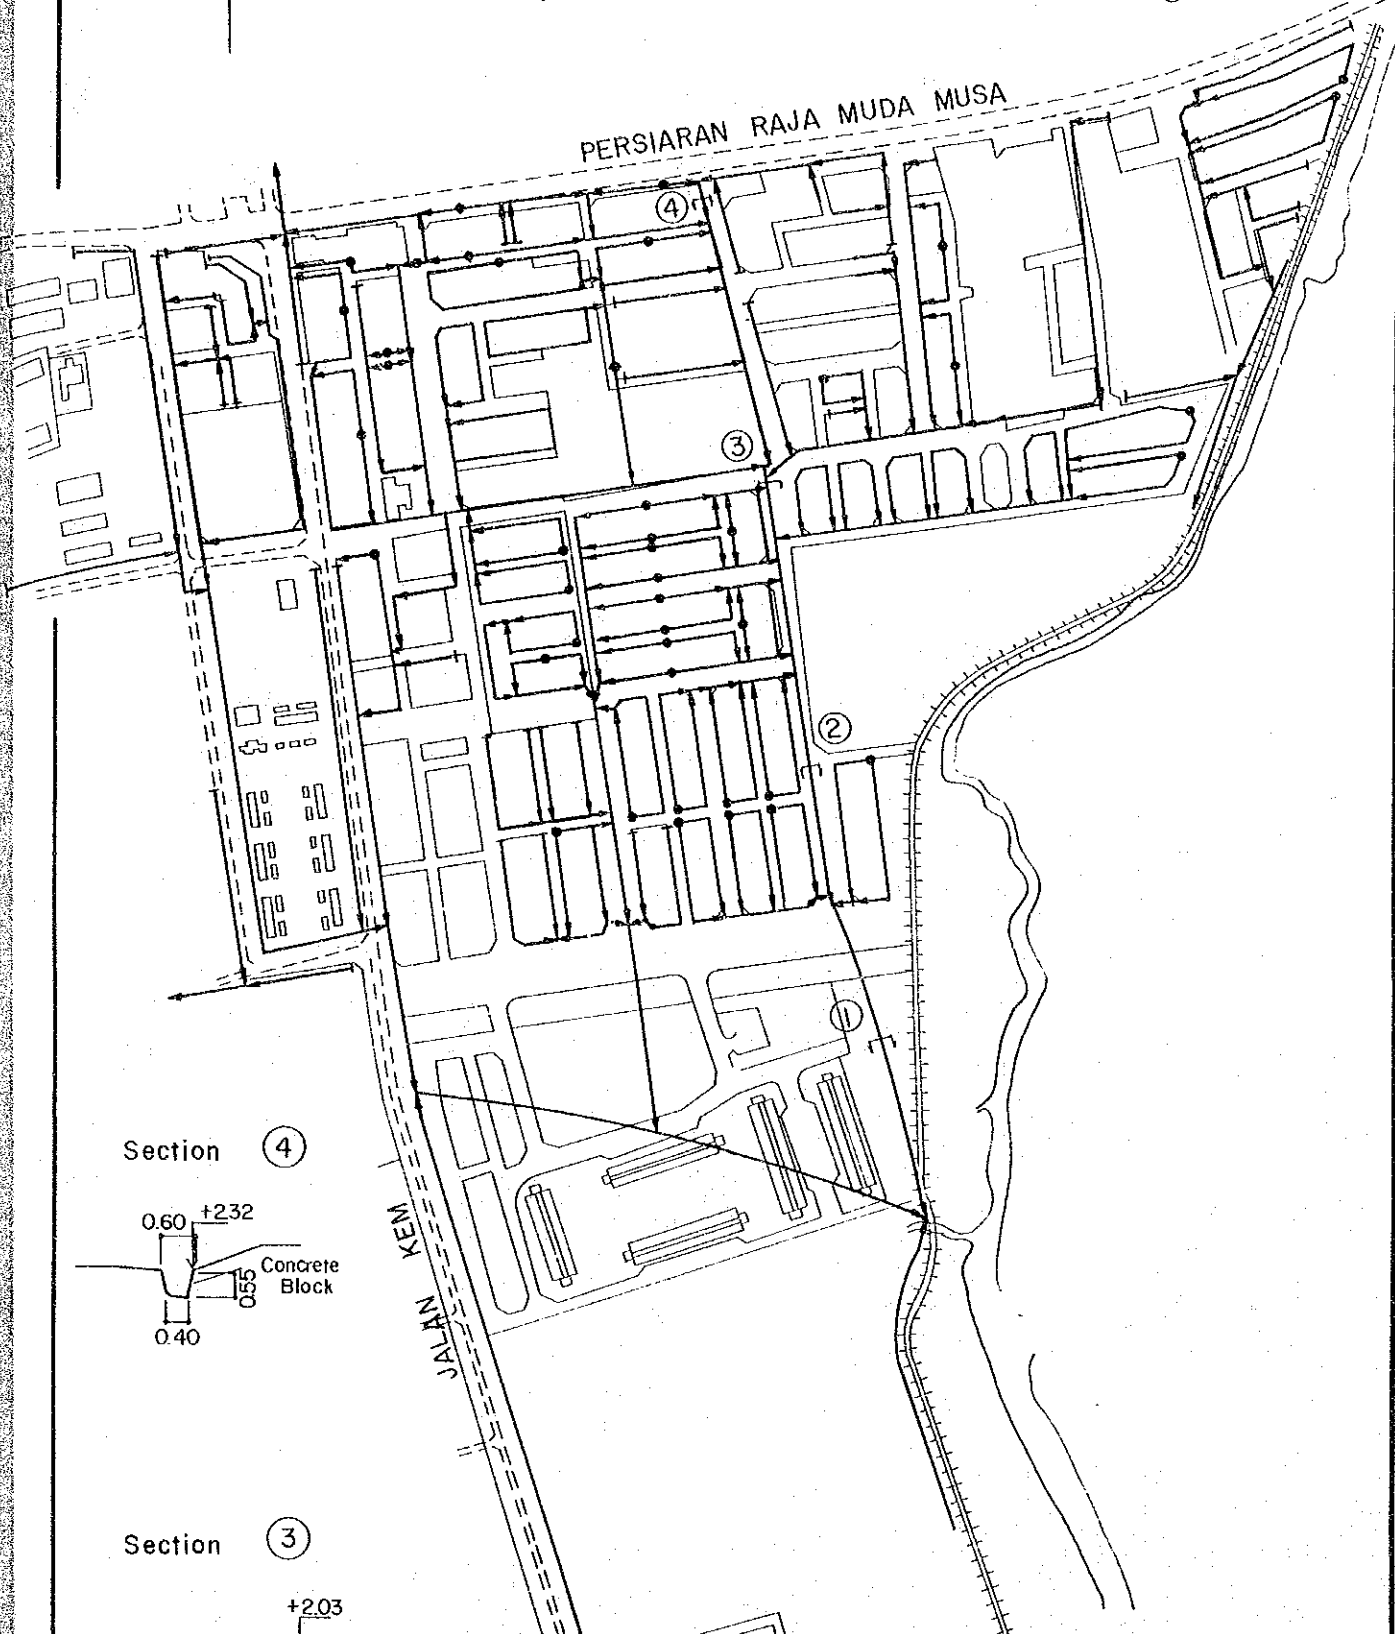 PERSIARAN RAJA MUDA MUSA
4
3
2
1
Section 4
0.60
+2.32
Concrete
Block
0.55
0.40
JALAN KEM
Section 3
+2.03